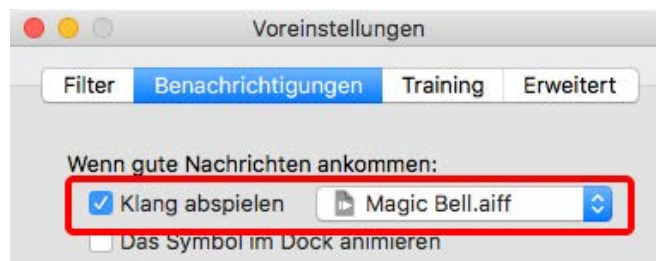 Voreinstellungen
Filter Benachrichtigungen Training Erweitert
Wenn gute Nachrichten ankommen:
Klang abspielen Magic Bell.aiff
Das Symbol im Dock animieren